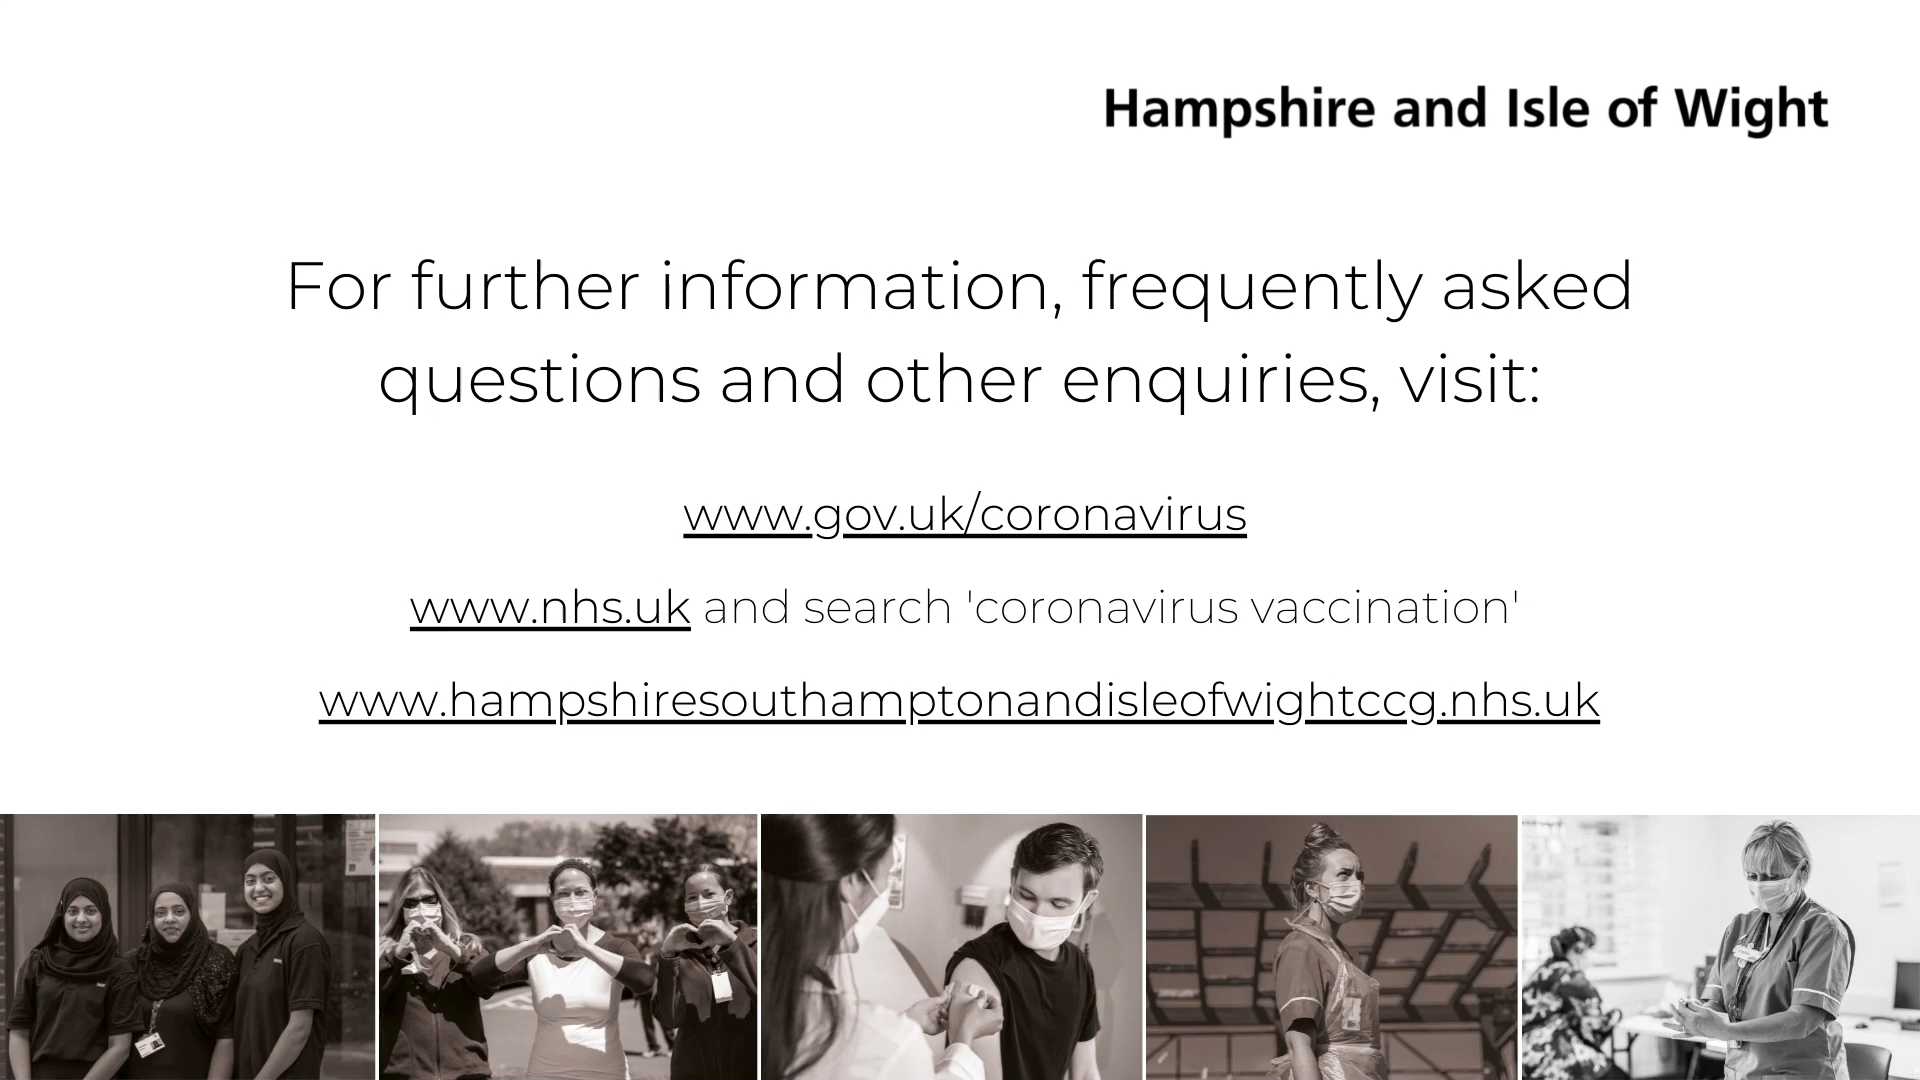 Hampshire and Isle of Wight
For further information, frequently asked
questions and other enquiries, visit:
www.gov.uk/coronavirus
www.nhs.uk and search 'coronavirus vaccination'
www.hampshiresouthamptonandisleofwightccg.nhs.uk